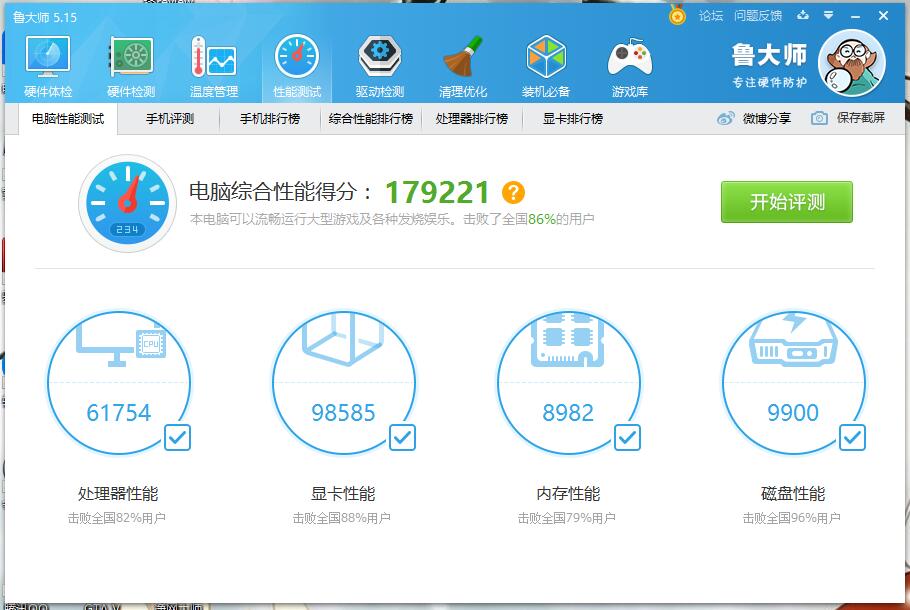 鲁大师 5.15
论坛 问题反馈
硬件体检 硬件检测 温度管理 性能测试 驱动检测 清理优化 装机必备 游戏库
鲁大师
专注硬件防护
电脑性能测试 手机评测 手机排行榜 综合性能排行榜 处理器排行榜 显卡排行榜 微博分享 保存截屏
电脑综合性能得分： 179221 ?
本电脑可以流畅运行大型游戏及各种发烧娱乐。击败了全国86%的用户
开始评测
234
CPU
61754 98585 8982 9900
处理器性能 显卡性能 内存性能 磁盘性能
击败全国82%用户 击败全国88%用户 击败全国79%用户 击败全国96%用户